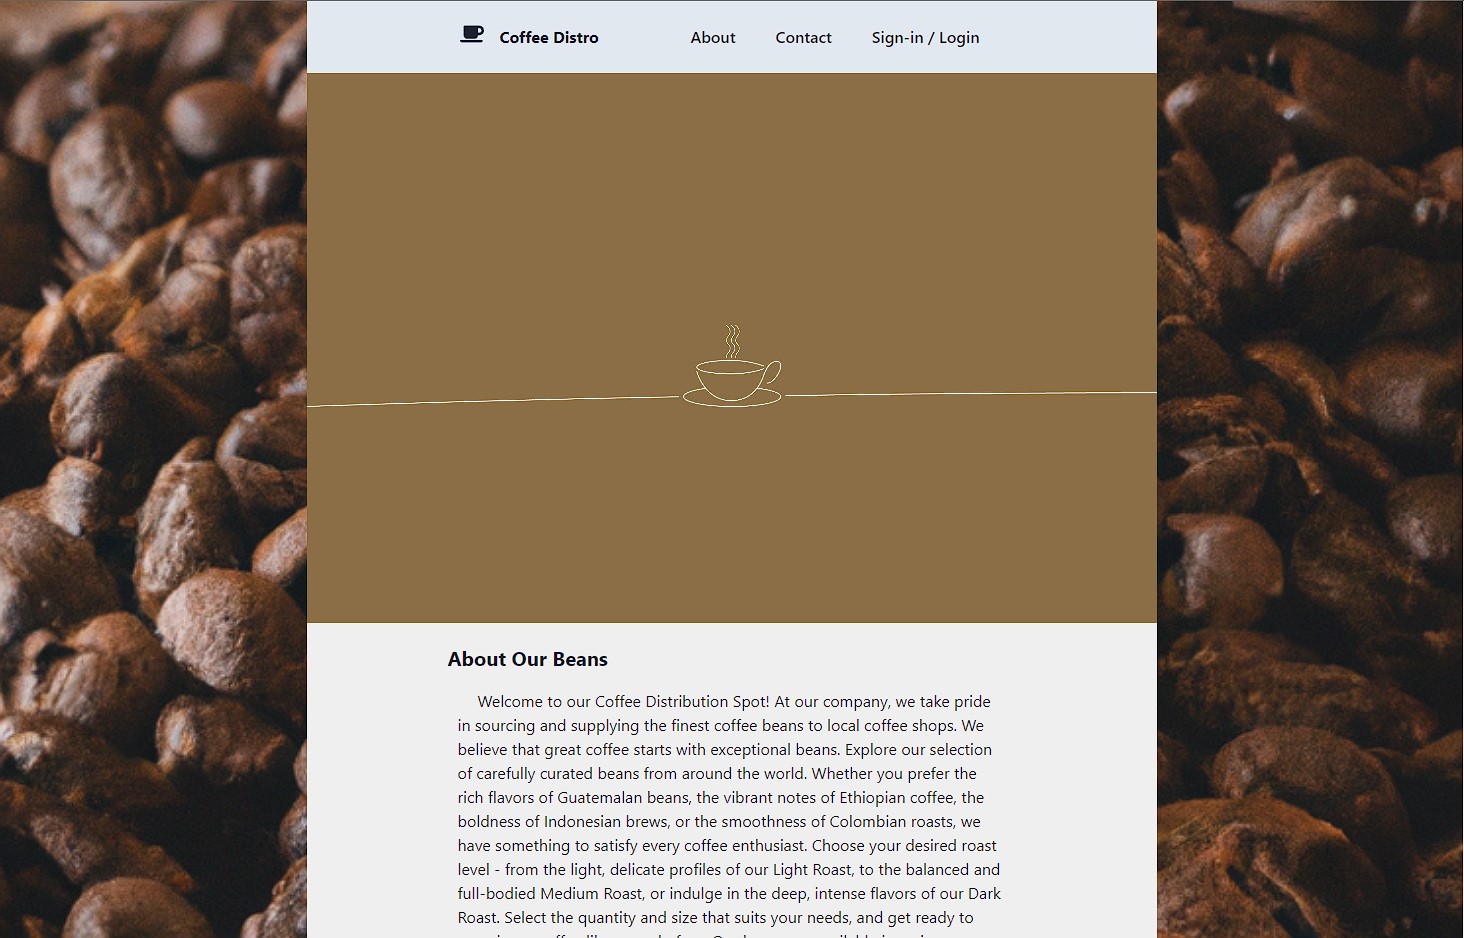 Coffee Distro About Contact Sign-in / Login
About Our Beans
Welcome to our Coffee Distribution Spot! At our company, we take pride
in sourcing and supplying the finest coffee beans to local coffee shops. We
believe that great coffee starts with exceptional beans. Explore our selection
of carefully curated beans from around the world. Whether you prefer the
rich flavors of Guatemalan beans, the vibrant notes of Ethiopian coffee, the
boldness of Indonesian brews, or the smoothness of Colombian roasts, we
have something to satisfy every coffee enthusiast. Choose your desired roast
level - from the light, delicate profiles of our Light Roast, to the balanced and
full-bodied Medium Roast, or indulge in the deep, intense flavors of our Dark
Roast. Select the quantity and size that suits your needs, and get ready to